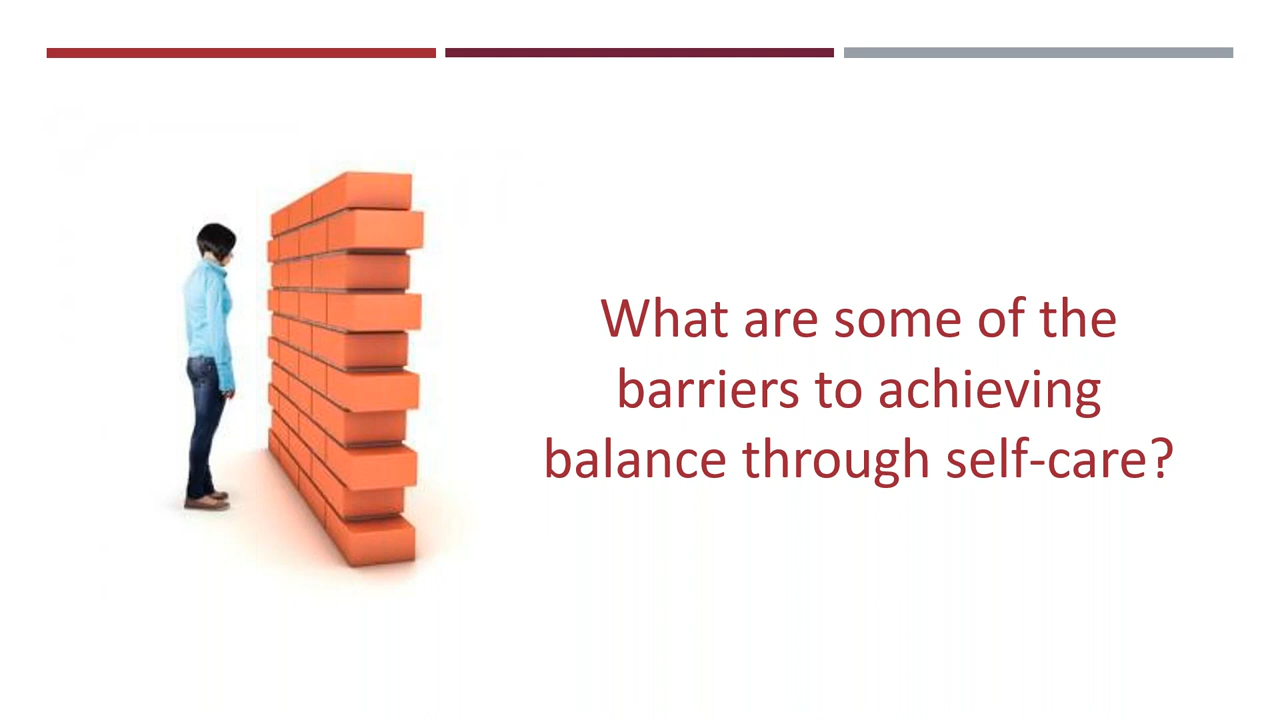 What are some of the
barriers to achieving
balance through self-care?